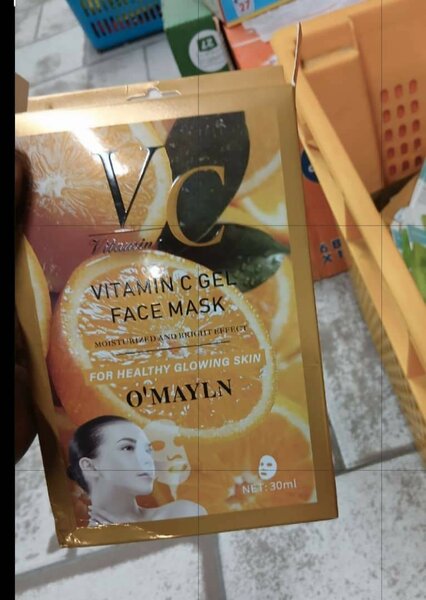 VC
Vitamin
VITAMIN C GEL
FACE MASK
MOISTURIZED AND BRIGHT EFFECT
FOR HEALTHY GLOWING SKIN
O'MAYLN
NET: 30ml